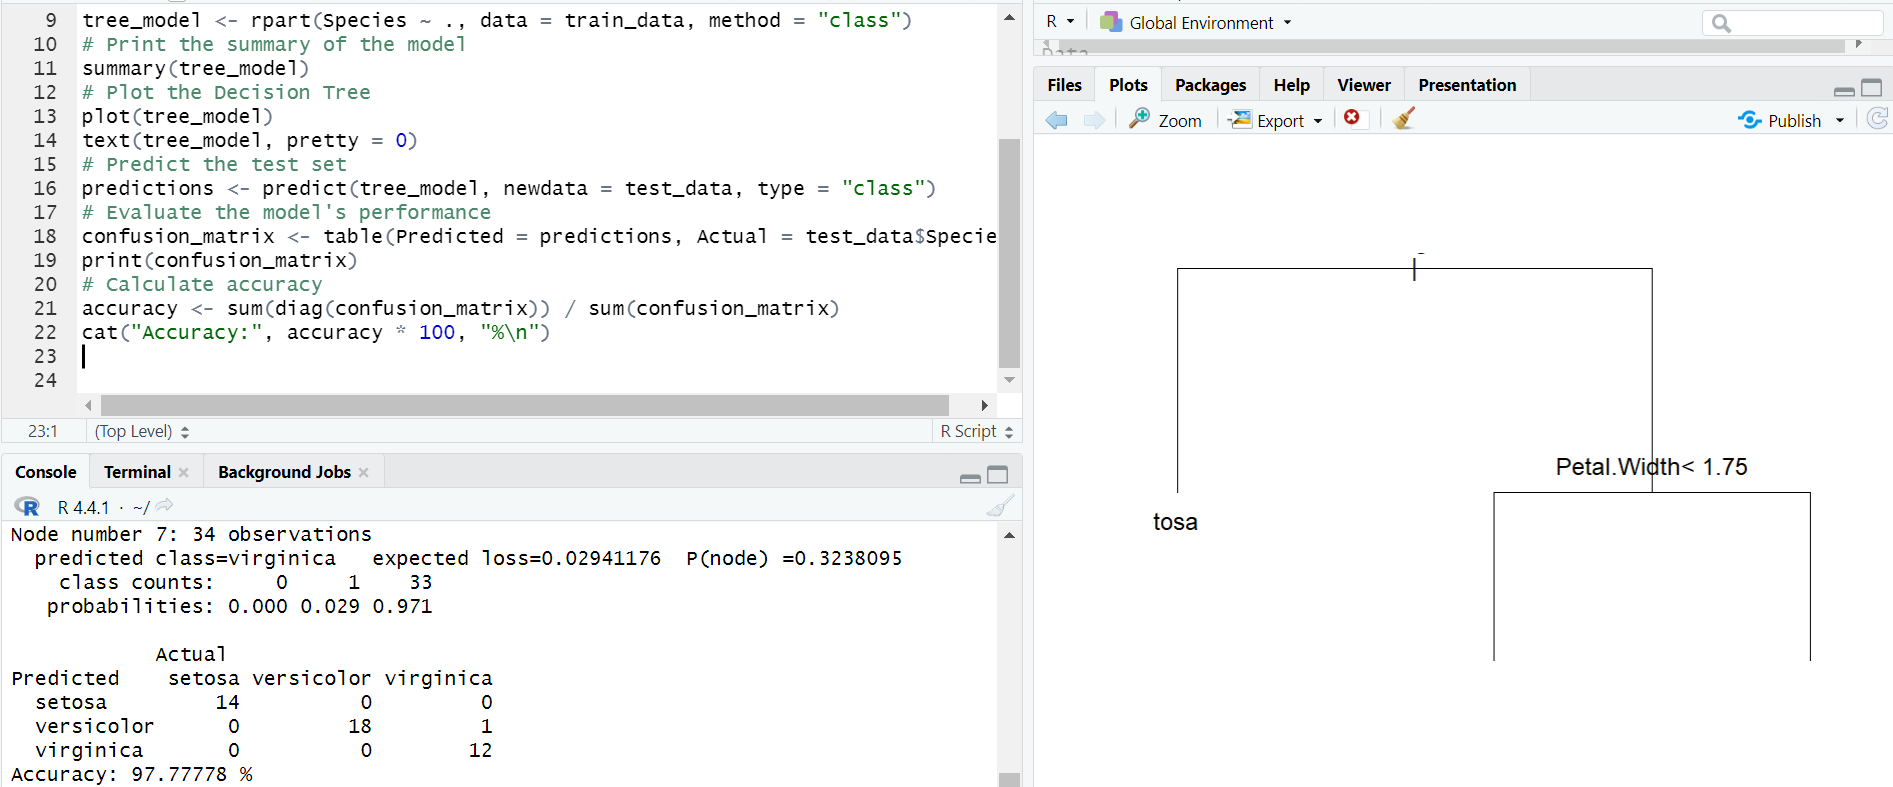 9 tree_model <- rpart(Species ~ ., data = train_data, method = "class")
10 # Print the summary of the model
11 summary(tree_model)
12 # Plot the Decision Tree
13 plot(tree_model)
14 text(tree_model, pretty = 0)
15 # Predict the test set
16 predictions <- predict(tree_model, newdata = test_data, type = "class")
17 # Evaluate the model's performance
18 confusion_matrix <- table(Predicted = predictions, Actual = test_data$Specie
19 print(confusion_matrix)
20 # Calculate accuracy
21 accuracy <- sum(diag(confusion_matrix)) / sum(confusion_matrix)
22 cat("Accuracy:", accuracy * 100, "%\n")
23
24
23:1 (Top Level) R Script
Console Terminal Background Jobs
R R 4.4.1 · ~/
Node number 7: 34 observations
predicted class=virginica expected loss=0.02941176 P(node) =0.3238095
class counts: 0 1 33
probabilities: 0.000 0.029 0.971
Actual
Predicted setosa versicolor virginica
setosa 14 0 0
versicolor 0 18 1
virginica 0 0 12
Accuracy: 97.77778 %
R Global Environment
Data
Files Plots Packages Help Viewer Presentation
Zoom Export Publish
Petal.Width< 1.75
tosa